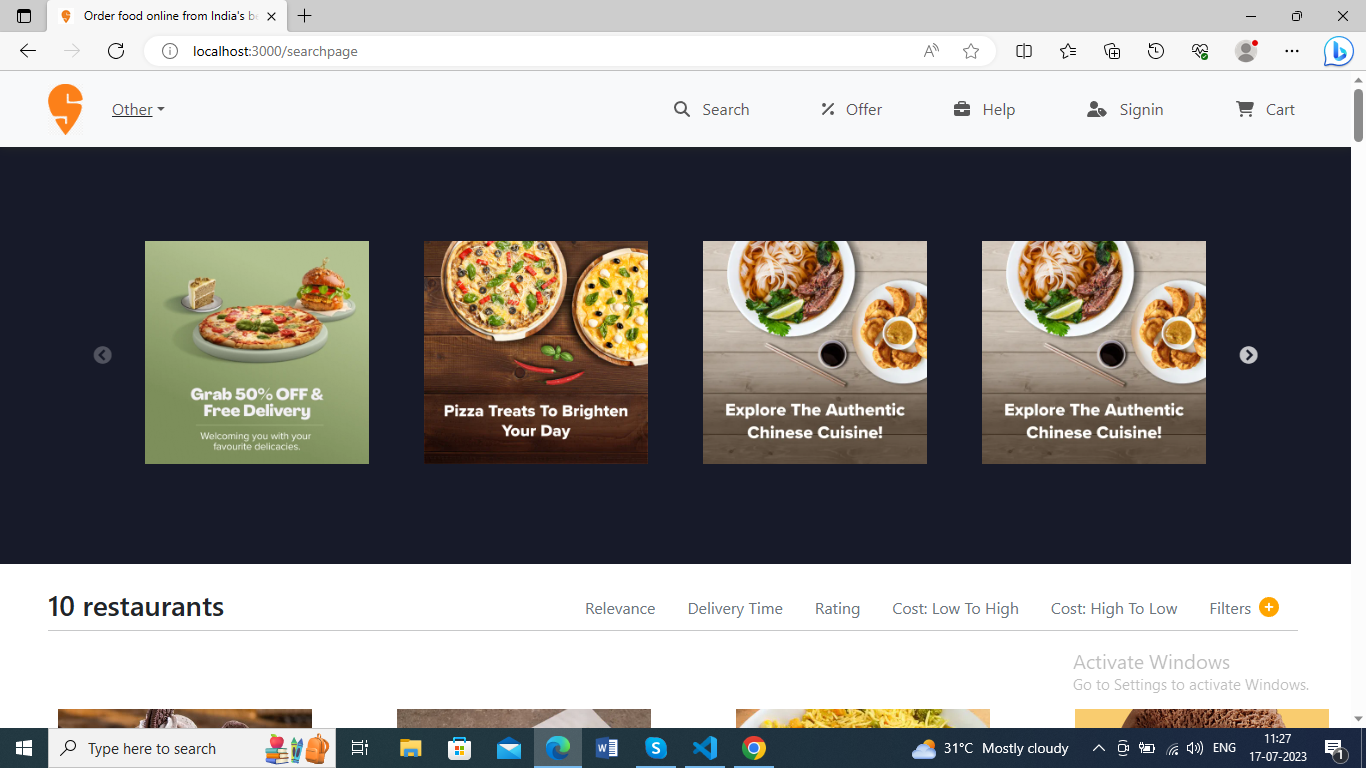 Order food online from India's be
localhost:3000/searchpage
Other
Search
Offer
Help
Signin
Cart
Grab 50% OFF &
Free Delivery
Welcoming you with your
favourite delicacies.
Pizza Treats To Brighten
Your Day
Explore The Authentic
Chinese Cuisine!
Explore The Authentic
Chinese Cuisine!
10 restaurants
Relevance
Delivery Time
Rating
Cost: Low To High
Cost: High To Low
Filters
Activate Windows
Go to Settings to activate Windows.
Type here to search
31°C Mostly cloudy
ENG
11:27
17-07-2023
1